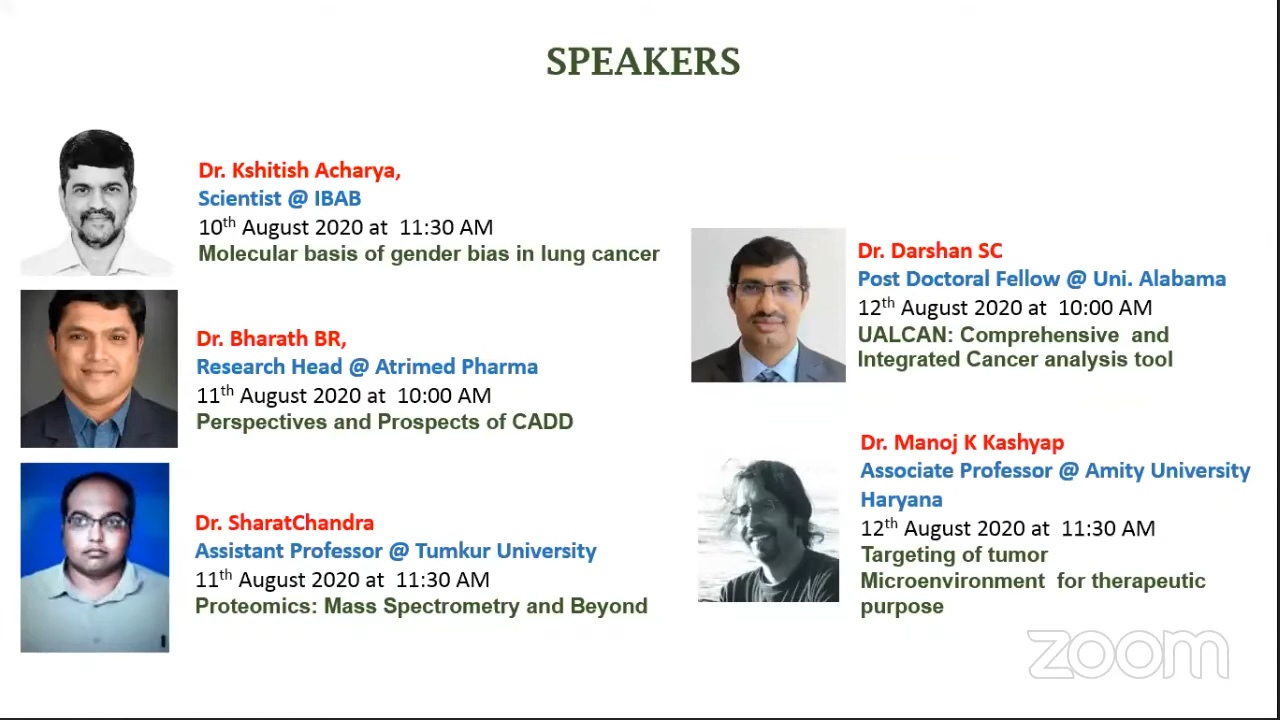 SPEAKERS
Dr. Kshitish Acharya,
Scientist @ IBAB
10th August 2020 at 11:30 AM
Molecular basis of gender bias in lung cancer
Dr. Bharath BR,
Research Head @ Atrimed Pharma
11th August 2020 at 10:00 AM
Perspectives and Prospects of CADD
Dr. SharatChandra
Assistant Professor @ Tumkur University
11th August 2020 at 11:30 AM
Proteomics: Mass Spectrometry and Beyond
Dr. Darshan SC
Post Doctoral Fellow @ Uni. Alabama
12th August 2020 at 10:00 AM
UALCAN: Comprehensive and
Integrated Cancer analysis tool
Dr. Manoj K Kashyap
Associate Professor @ Amity University
Haryana
12th August 2020 at 11:30 AM
Targeting of tumor
Microenvironment for therapeutic
purpose
zoom